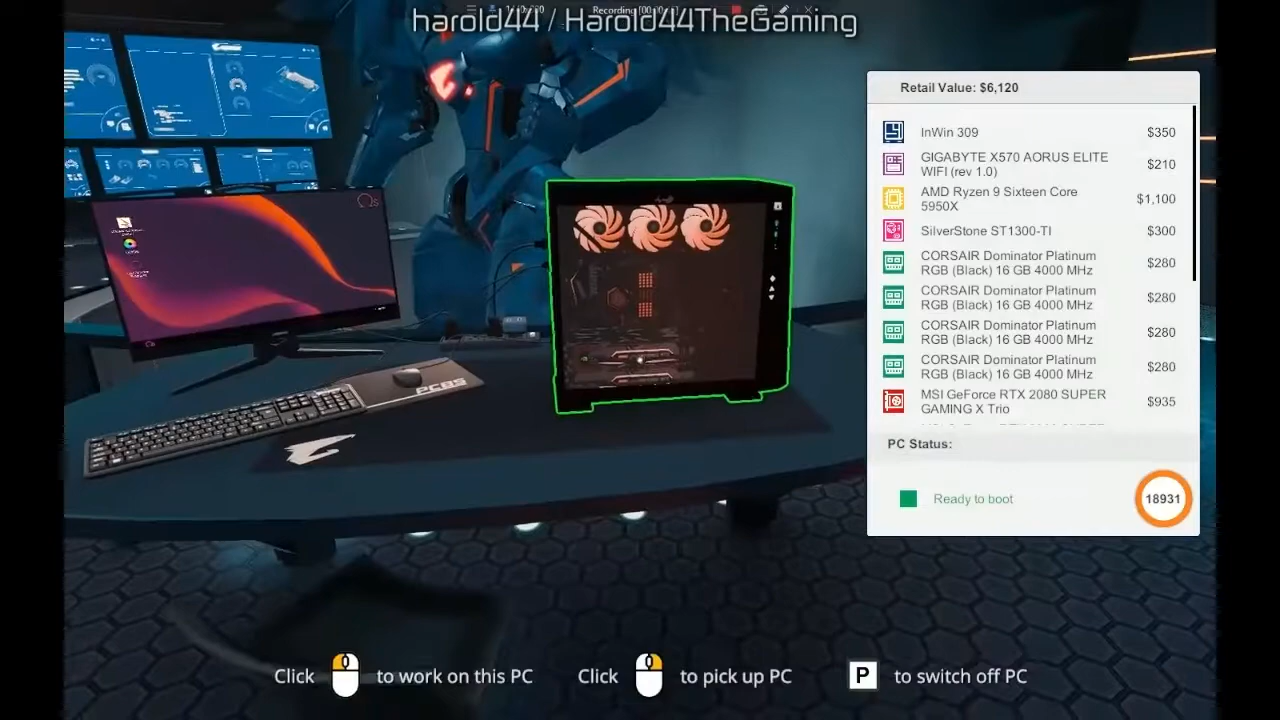 harold44 / Harold44TheGaming
Retail Value: $6,120
InWin 309 $350
GIGABYTE X570 AORUS ELITE
WIFI (rev 1.0) $210
AMD Ryzen 9 Sixteen Core
5950X $1,100
SilverStone ST1300-TI $300
CORSAIR Dominator Platinum
RGB (Black) 16 GB 4000 MHz $280
CORSAIR Dominator Platinum
RGB (Black) 16 GB 4000 MHz $280
CORSAIR Dominator Platinum
RGB (Black) 16 GB 4000 MHz $280
CORSAIR Dominator Platinum
RGB (Black) 16 GB 4000 MHz $280
MSI GeForce RTX 2080 SUPER
GAMING X Trio $935
PC Status:
Ready to boot 18931
PCBS
Click to work on this PC Click to pick up PC P to switch off PC